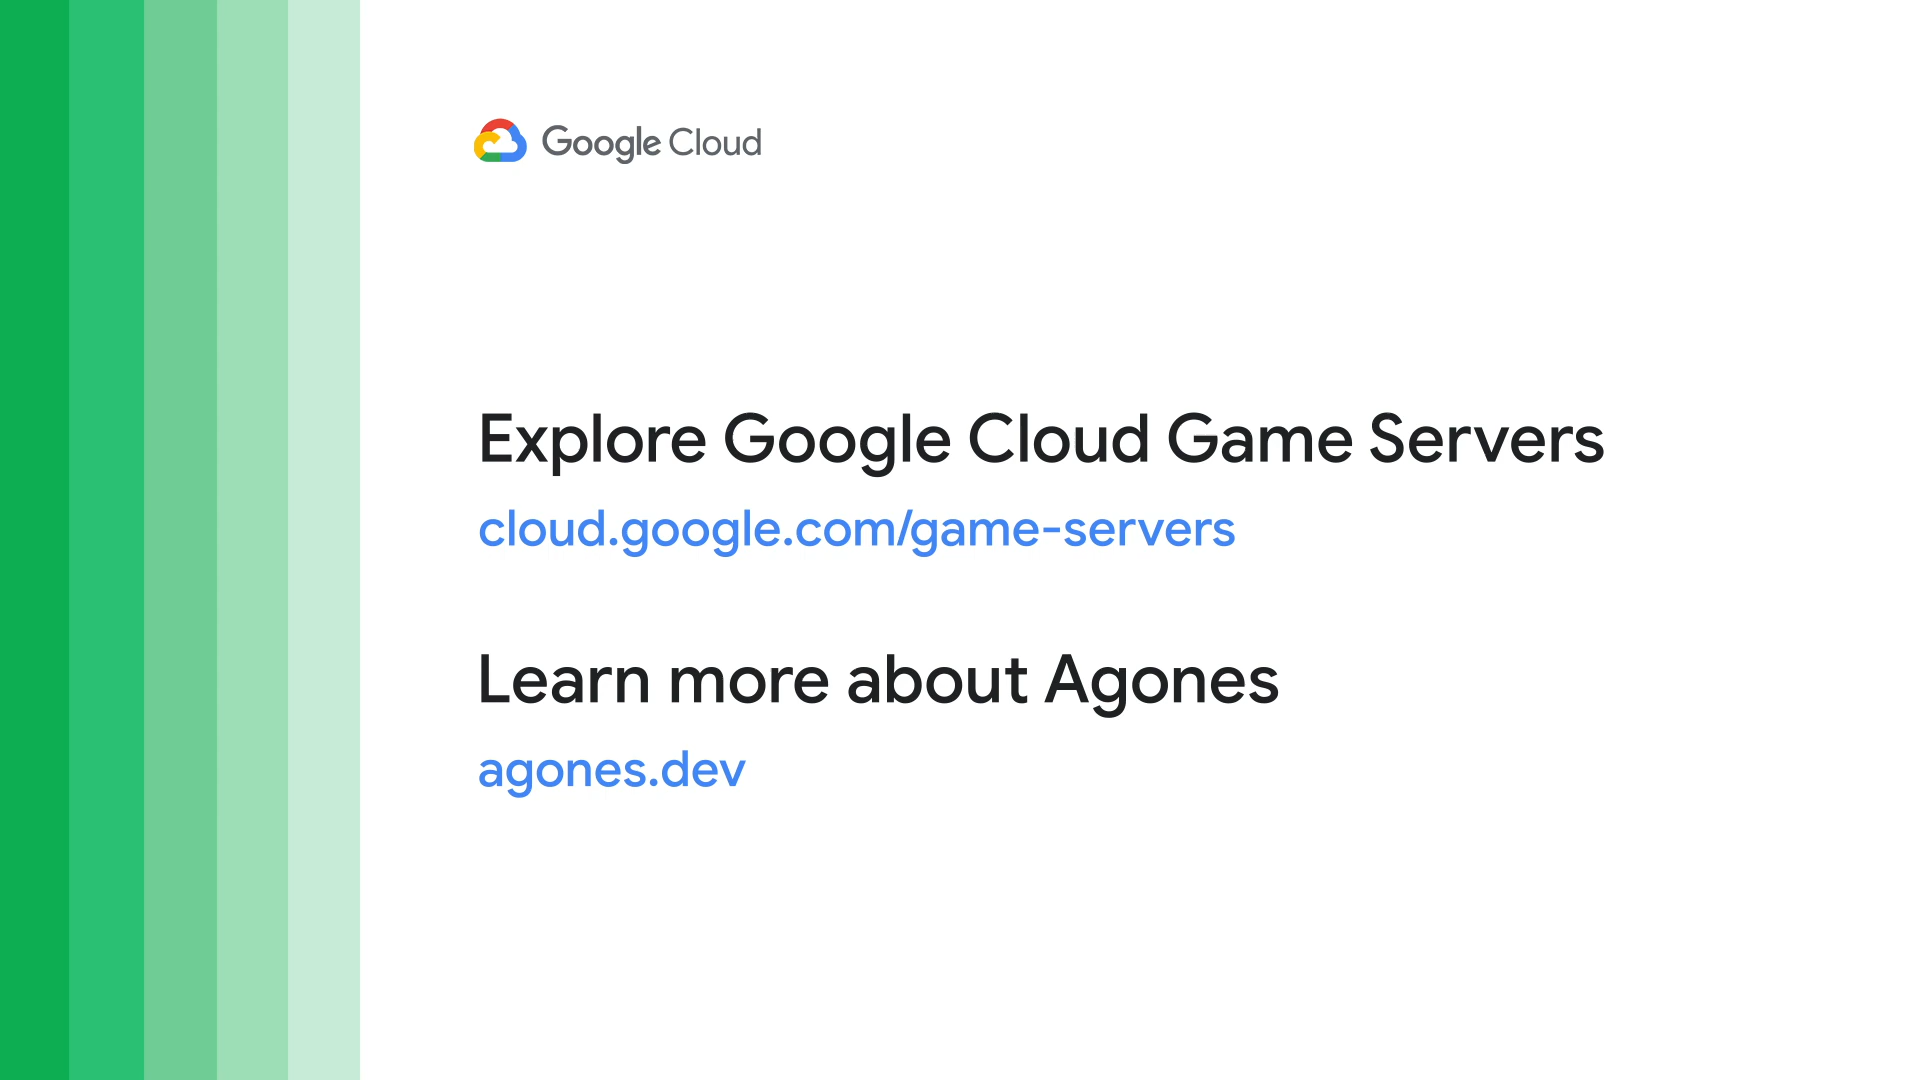 Google Cloud
Explore Google Cloud Game Servers
cloud.google.com/game-servers
Learn more about Agones
agones.dev